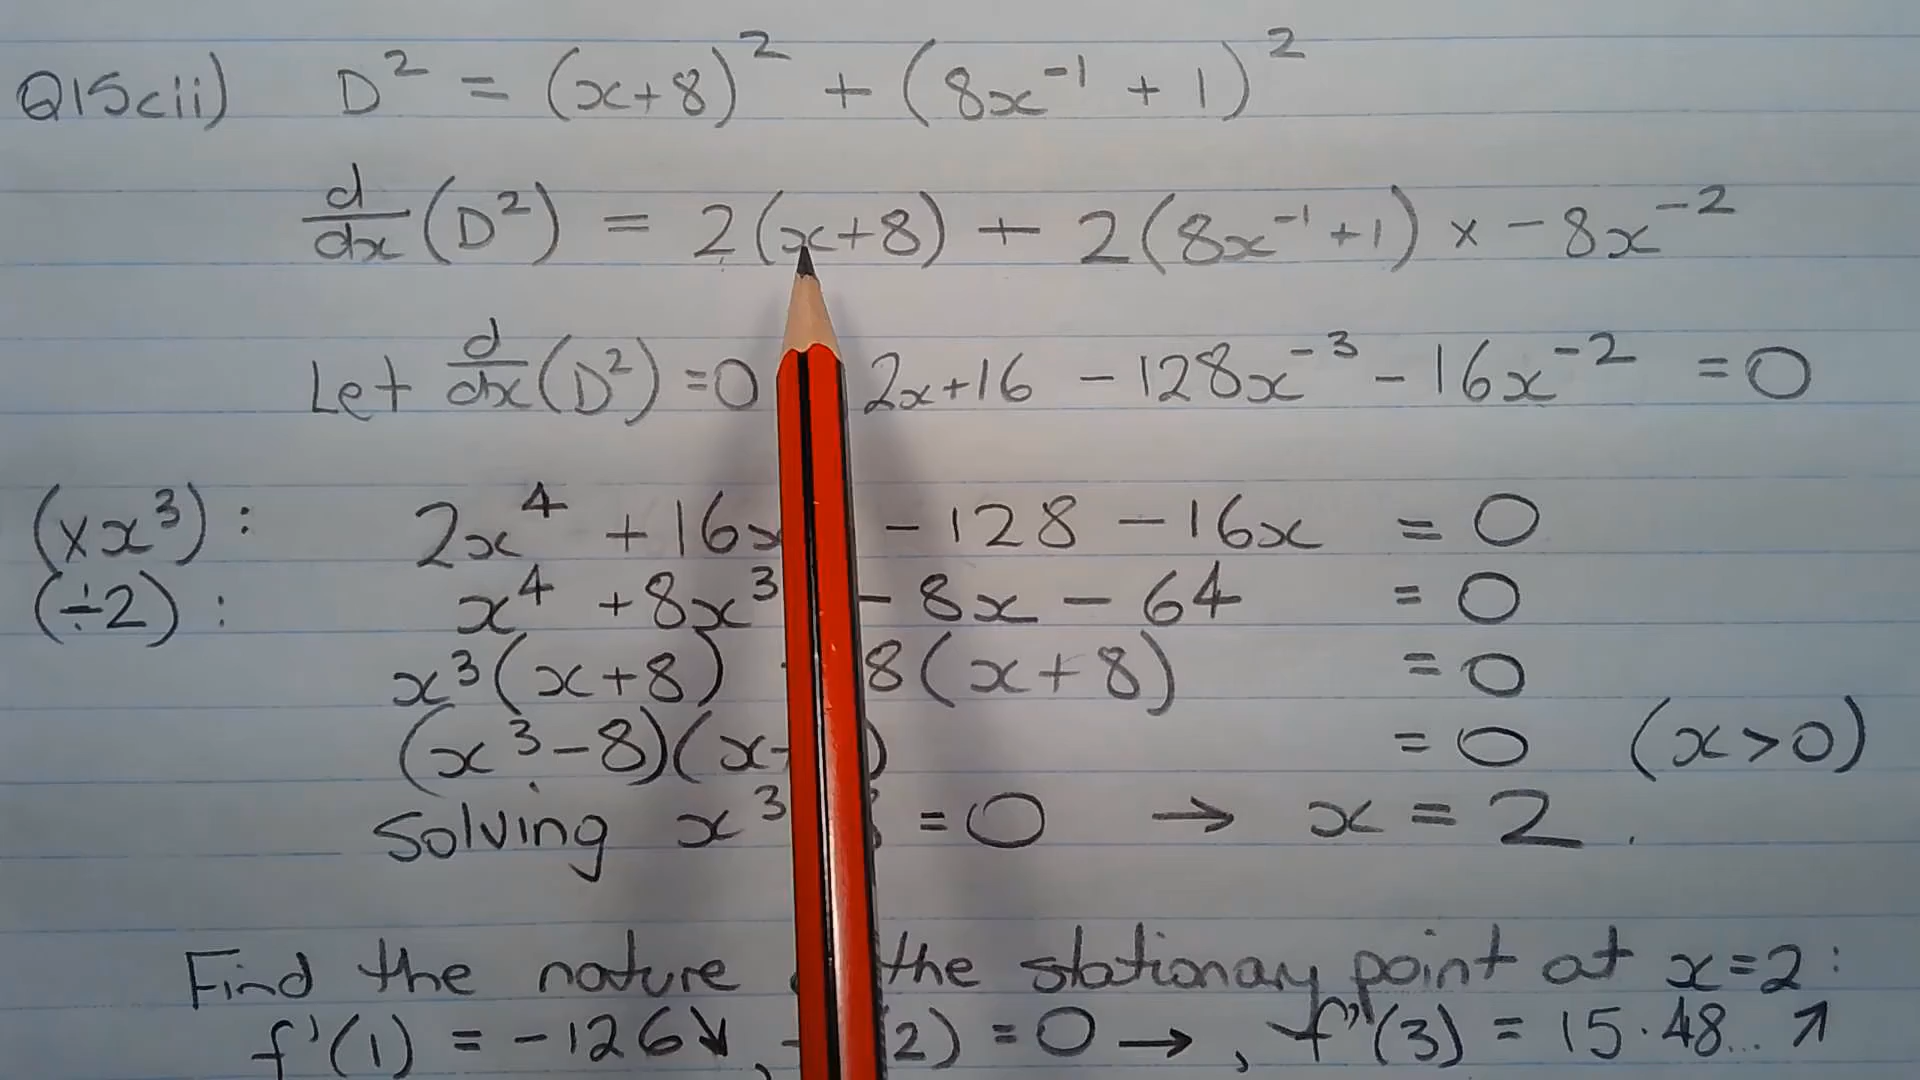 Q15cii) D² = (x+8)² + (8x⁻¹ + 1)²
d/dx (D²) = 2(x+8) + 2(8x⁻¹ +1) × -8x⁻²
Let d/dx (D²) =0 2x+16 - 128x⁻³ - 16x⁻² = 0
(×x³) : 2x⁴ + 16x - 128 - 16x = 0
(÷2) : x⁴ + 8x³ - 8x - 64 = 0
x³(x+8) 8(x+8) = 0
(x³-8)(x ) = 0 (x>0)
Solving x³ = 0 → x = 2.
Find the nature the stationary point at x=2 :
f'(1) = -126 ↘, (2) = 0 →, f'(3) = 15.48... ↗